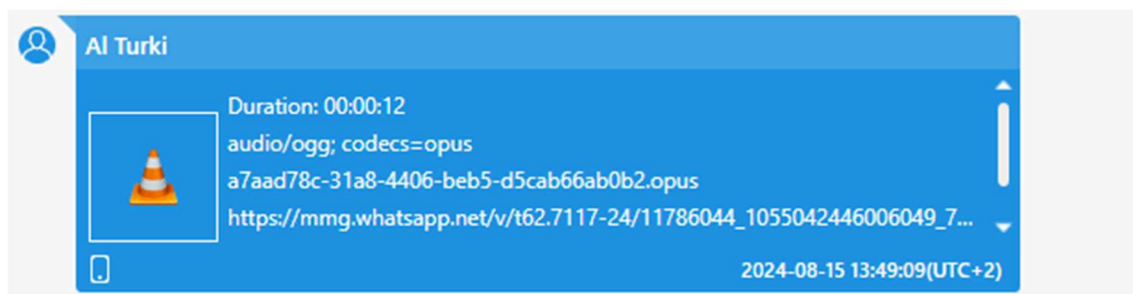 Al Turki
Duration: 00:00:12
audio/ogg; codecs=opus
a7aad78c-31a8-4406-beb5-d5cab66ab0b2.opus
https://mmg.whatsapp.net/v/t62.7117-24/11786044_1055042446006049_7...
2024-08-15 13:49:09(UTC+2)